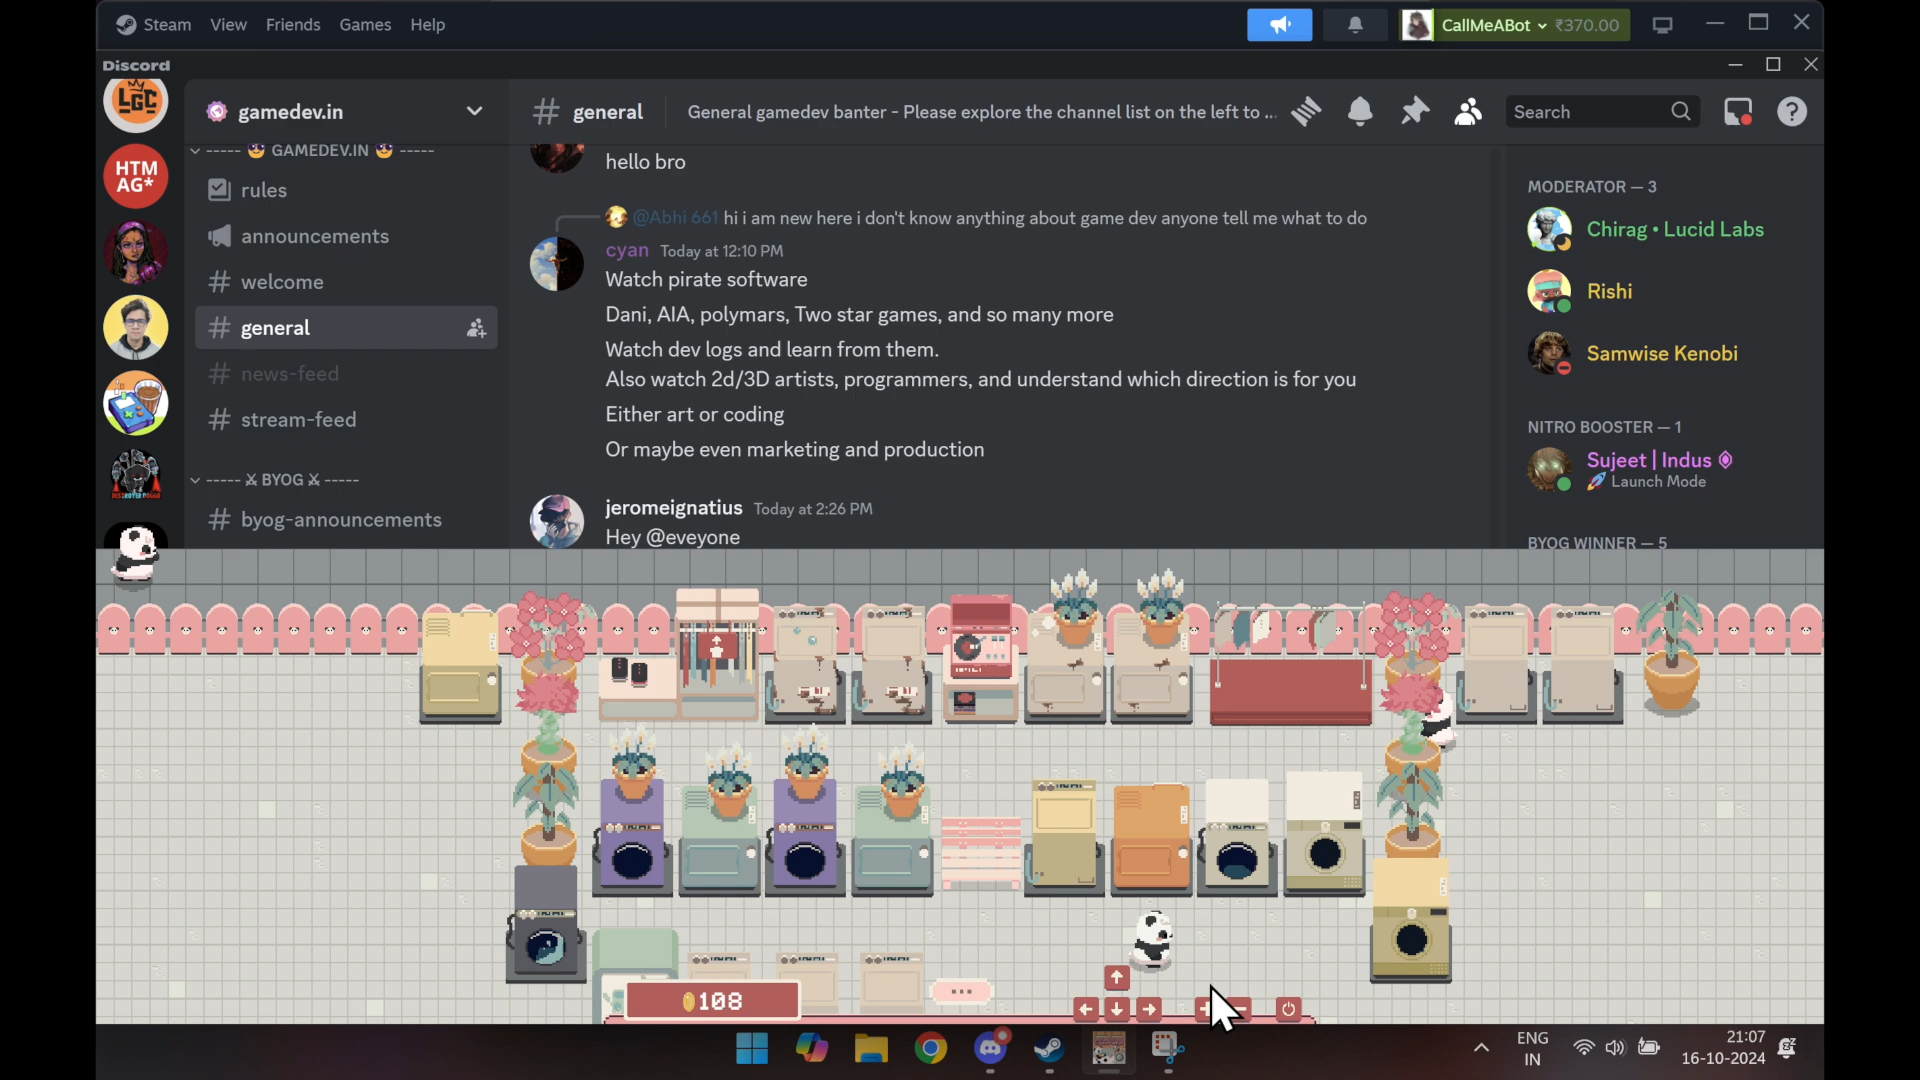 Steam View Friends Games Help
CallMeABot ₹370.00
Discord
LGC
HTM
AG*
gamedev.in
general
General gamedev banter - Please explore the channel list on the left to ...
Search
----- GAMEDEV.IN -----
rules
announcements
welcome
general
news-feed
stream-feed
----- BYOG -----
byog-announcements
hello bro
@Abhi 661 hi i am new here i don't know anything about game dev anyone tell me what to do
cyan Today at 12:10 PM
Watch pirate software
Dani, AIA, polymars, Two star games, and so many more
Watch dev logs and learn from them.
Also watch 2d/3D artists, programmers, and understand which direction is for you
Either art or coding
Or maybe even marketing and production
jeromeignatius Today at 2:26 PM
Hey @eveyone
MODERATOR — 3
Chirag • Lucid Labs
Rishi
Samwise Kenobi
NITRO BOOSTER — 1
Sujeet | Indus
Launch Mode
BYOG WINNER — 5
108
...
ENG
IN
21:07
16-10-2024